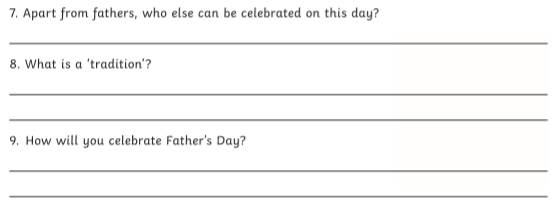 7. Apart from fathers, who else can be celebrated on this day?
8. What is a 'tradition'?
9. How will you celebrate Father's Day?